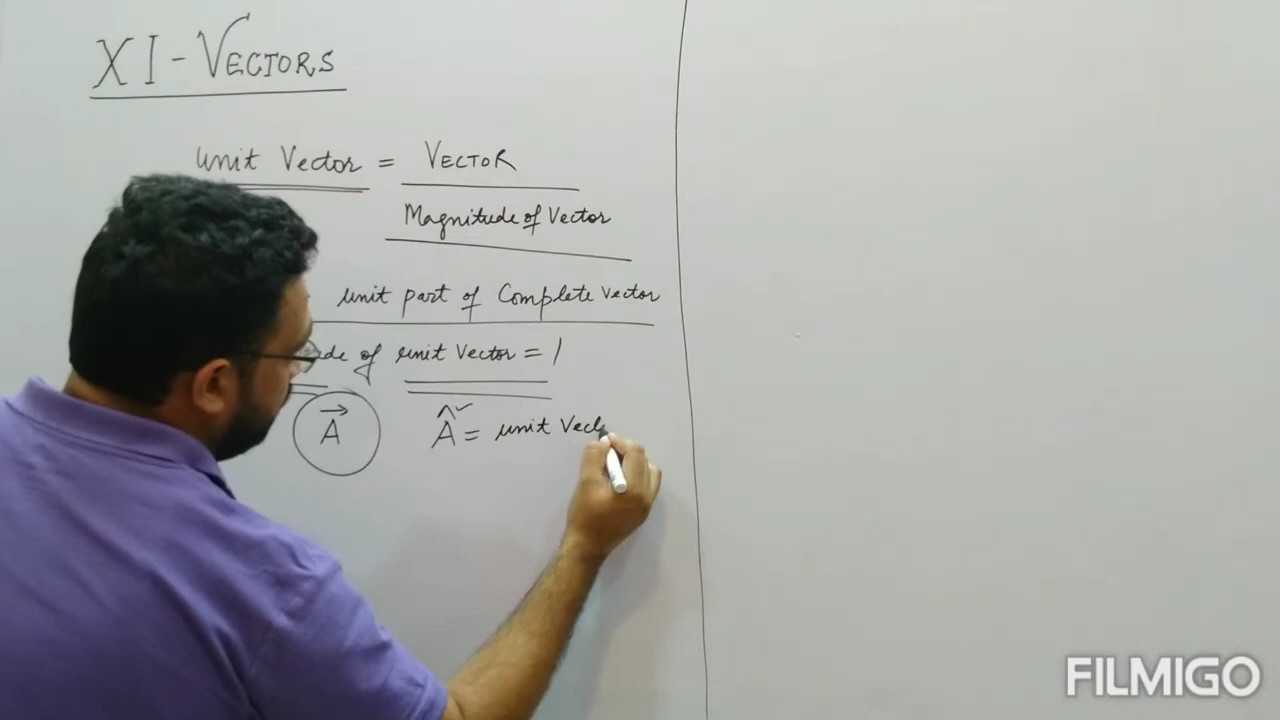 XI - VECTORS
unit Vector = VECTOR
Magnitude of Vector
unit part of Complete Vector
of unit Vector = 1
A⃗ Â = unit Vect
FILMIGO